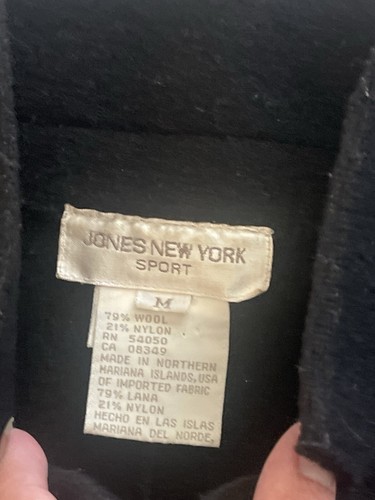 JONES NEW YORK
SPORT
M
79% WOOL
21% NYLON
RN 54050
CA 08349
MADE IN NORTHERN
MARIANA ISLANDS, USA
OF IMPORTED FABRIC
79% LANA
21% NYLON
HECHO EN LAS ISLAS
MARIANA DEL NORDE,